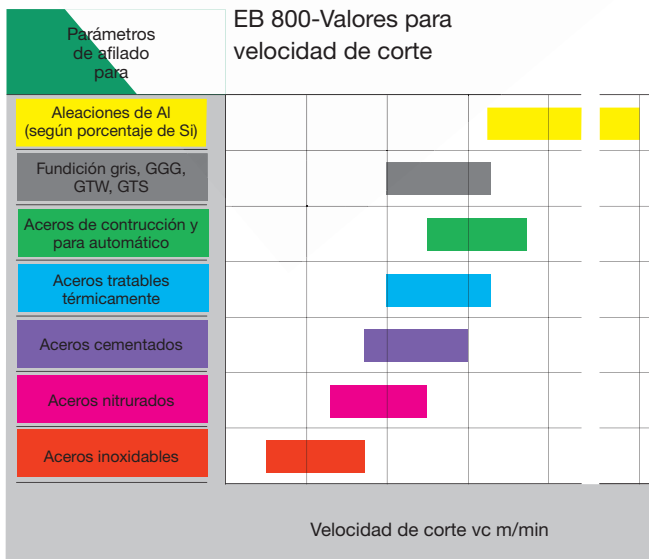 Parámetros
de afilado
para
EB 800-Valores para
velocidad de corte
Aleaciones de Al
(según porcentaje de Si)
Fundición gris, GGG,
GTW, GTS
Aceros de contrucción y
para automático
Aceros tratables
térmicamente
Aceros cementados
Aceros nitrurados
Aceros inoxidables
Velocidad de corte vc m/min